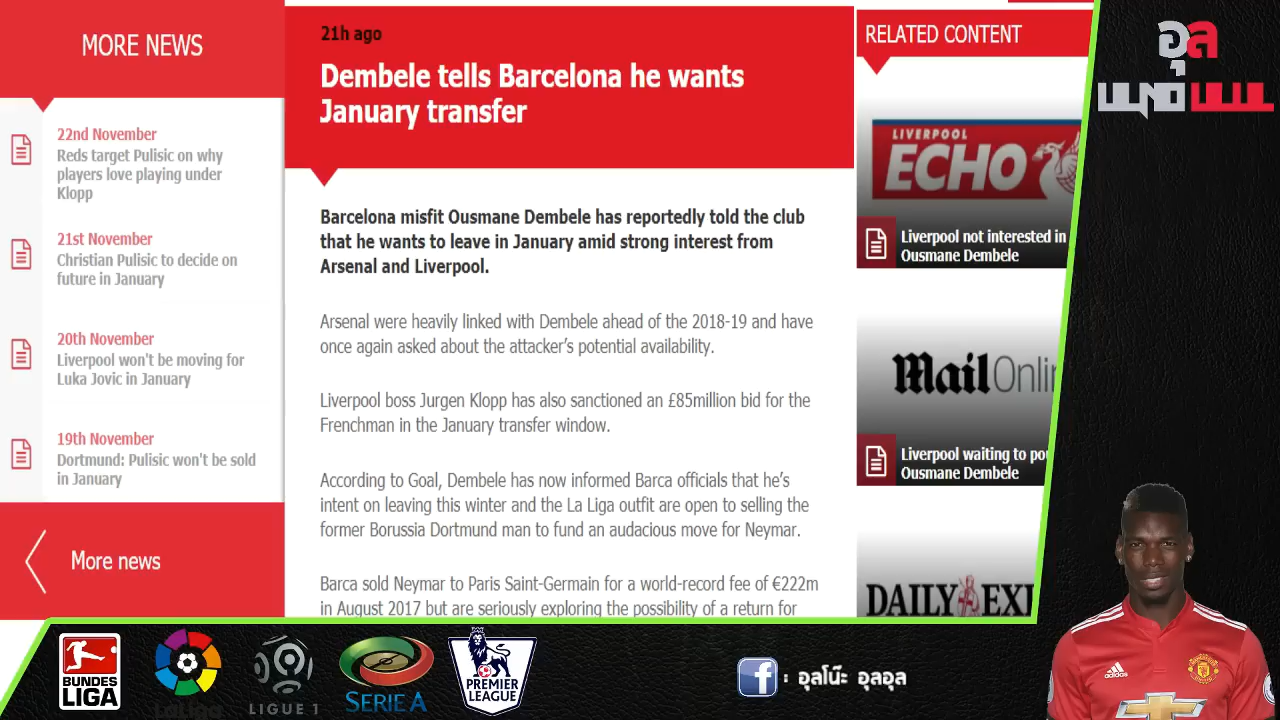 MORE NEWS
22nd November
Reds target Pulisic on why
players love playing under
Klopp
21st November
Christian Pulisic to decide on
future in January
20th November
Liverpool won't be moving for
Luka Jovic in January
19th November
Dortmund: Pulisic won't be sold
in January
More news
21h ago
Dembele tells Barcelona he wants
January transfer
Barcelona misfit Ousmane Dembele has reportedly told the club
that he wants to leave in January amid strong interest from
Arsenal and Liverpool.
Arsenal were heavily linked with Dembele ahead of the 2018-19 and have
once again asked about the attacker's potential availability.
Liverpool boss Jurgen Klopp has also sanctioned an £85million bid for the
Frenchman in the January transfer window.
According to Goal, Dembele has now informed Barca officials that he's
intent on leaving this winter and the La Liga outfit are open to selling the
former Borussia Dortmund man to fund an audacious move for Neymar.
Barca sold Neymar to Paris Saint-Germain for a world-record fee of €222m
in August 2017 but are seriously exploring the possibility of a return for
RELATED CONTENT
LIVERPOOL
ECHO
Liverpool not interested in
Ousmane Dembele
Mail Onlin
Liverpool waiting to pou
Ousmane Dembele
DAILY EXP
อุล
BUNDES
LIGA
LaLiga
LIGUE 1
SERIE A
PREMIER
LEAGUE
f : อุลโน๊ะ อุลอุล
adidas